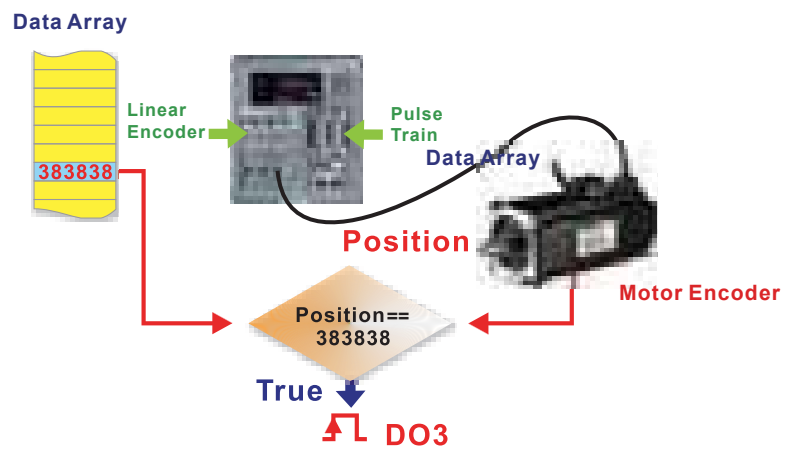 Data Array
Linear
Encoder
Pulse
Train
Data Array
383838
Position
Motor Encoder
Position==
383838
True
DO3